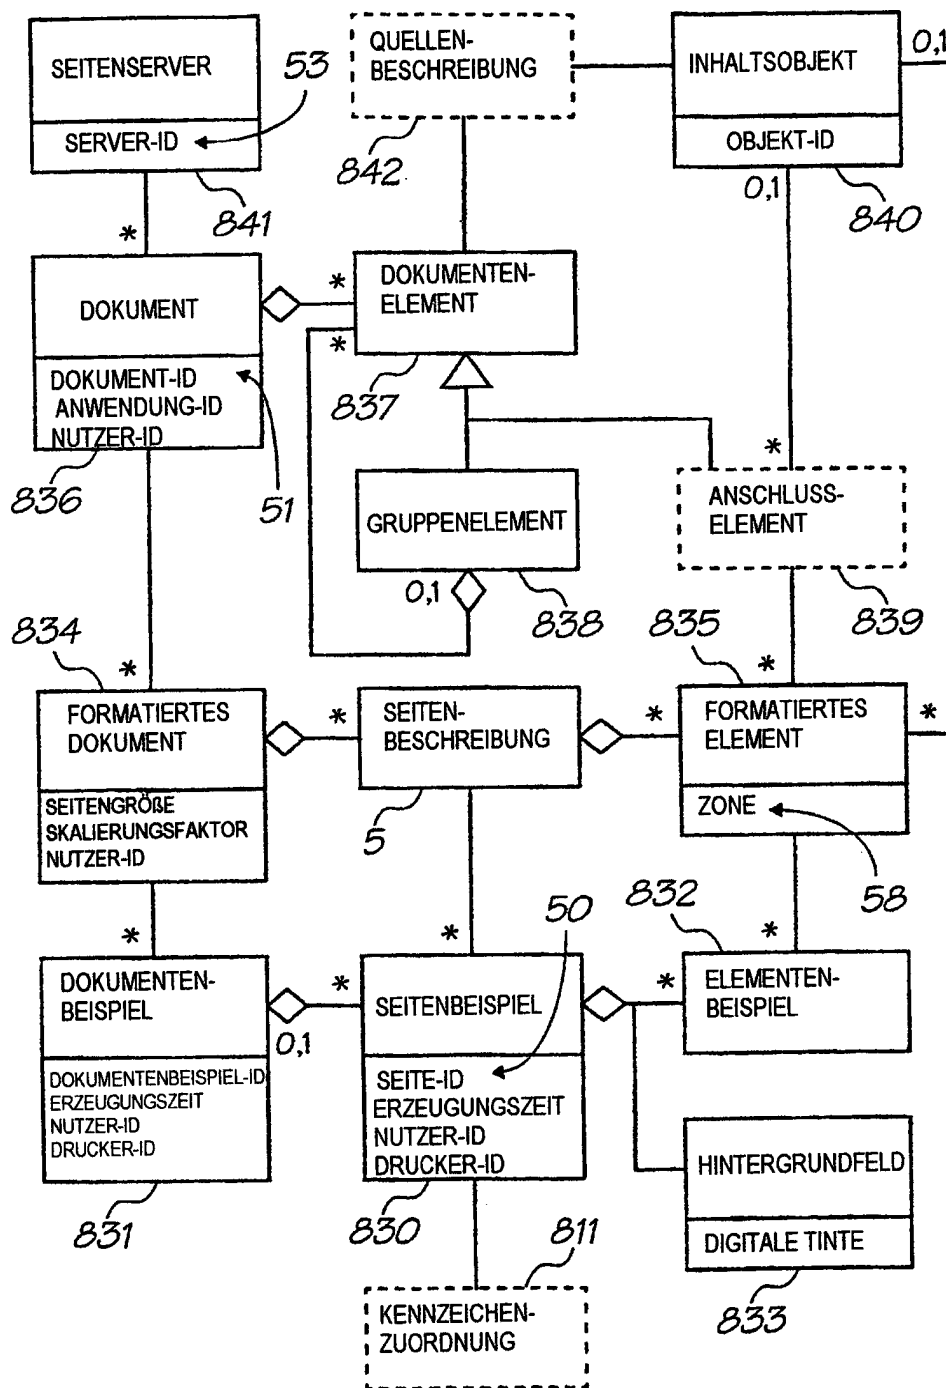 SEITENSERVER
53
SERVER-ID
841
*
QUELLEN-
BESCHREIBUNG
842
INHALTSOBJEKT
0,1
OBJEKT-ID
0,1
840
DOKUMENT
*
DOKUMENTEN-
ELEMENT
*
837
DOKUMENT-ID
ANWENDUNG-ID
NUTZER-ID
836
51
GRUPPENELEMENT
0,1
838
*
ANSCHLUSS-
ELEMENT
839
834
*
FORMATIERTES
DOKUMENT
SEITENGRÖßE
SKALIERUNGSFAKTOR
NUTZER-ID
*
SEITEN-
BESCHREIBUNG
5
835
*
*
FORMATIERTES
ELEMENT
*
ZONE
58
*
DOKUMENTEN-
BEISPIEL
0,1
DOKUMENTENBEISPIEL-ID
ERZEUGUNGSZEIT
NUTZER-ID
DRUCKER-ID
831
50
*
*
SEITENBEISPIEL
SEITE-ID
ERZEUGUNGSZEIT
NUTZER-ID
DRUCKER-ID
830
832
*
*
ELEMENTEN-
BEISPIEL
HINTERGRUNDFELD
DIGITALE TINTE
833
811
KENNZEICHEN-
ZUORDNUNG